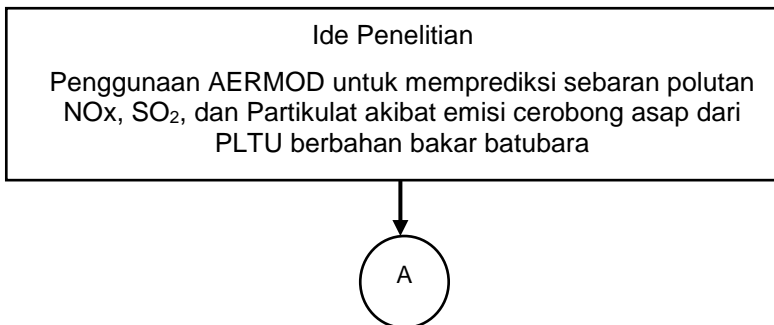 Ide Penelitian
Penggunaan AERMOD untuk memprediksi sebaran polutan
NOx, SO₂, dan Partikulat akibat emisi cerobong asap dari
PLTU berbahan bakar batubara
A